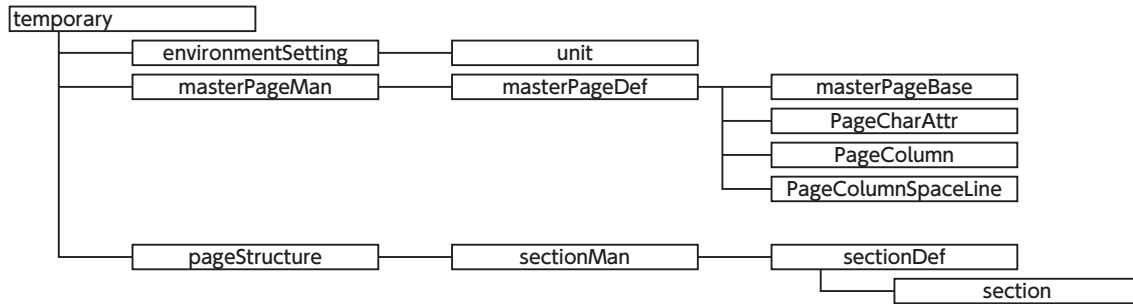 temporary
environmentSetting unit
masterPageMan masterPageDef masterPageBase
PageCharAttr
PageColumn
PageColumnSpaceLine
pageStructure sectionMan sectionDef
section